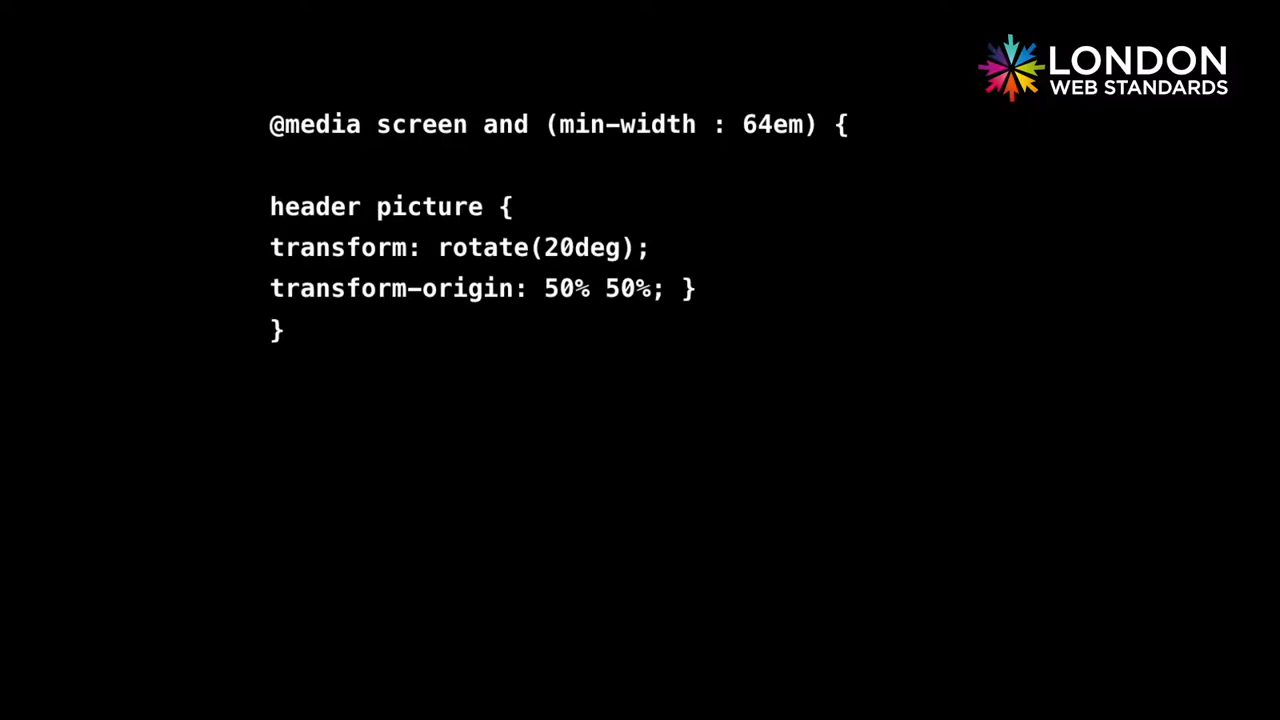 LONDON
WEB STANDARDS
@media screen and (min-width : 64em) {
header picture {
transform: rotate(20deg);
transform-origin: 50% 50%; }
}